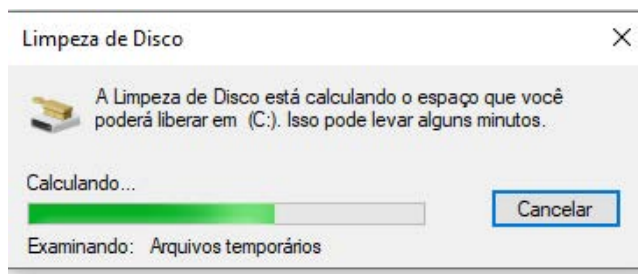 Limpeza de Disco
A Limpeza de Disco está calculando o espaço que você
poderá liberar em (C:). Isso pode levar alguns minutos.
Calculando...
Cancelar
Examinando: Arquivos temporários